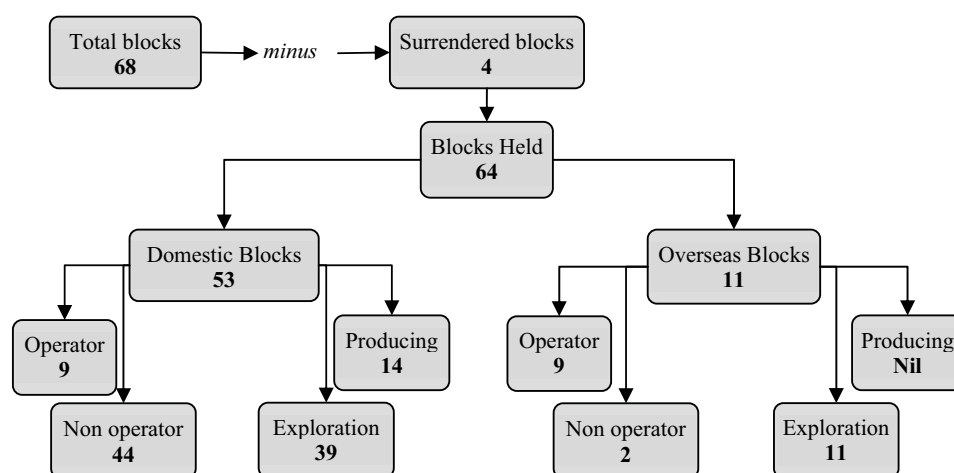 Total blocks
68
minus
Surrendered blocks
4
Blocks Held
64
Domestic Blocks
53
Overseas Blocks
11
Operator
9
Producing
14
Operator
9
Producing
Nil
Non operator
44
Exploration
39
Non operator
2
Exploration
11